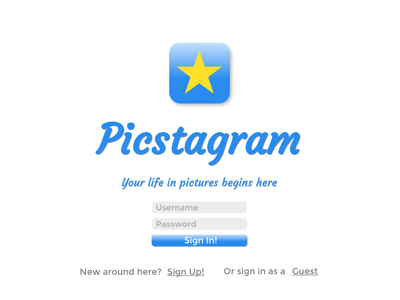 Picstagram
Your life in pictures begins here
Username
Password
Sign In!
New around here? Sign Up! Or sign in as a Guest